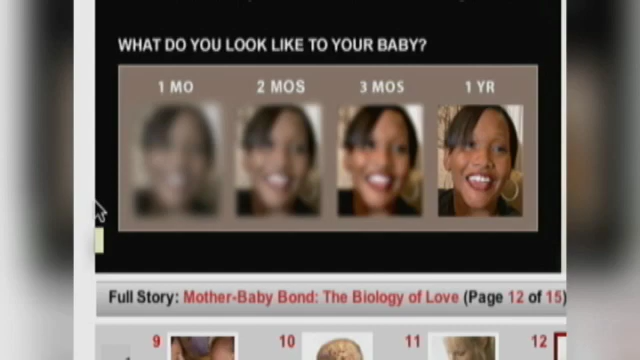 WHAT DO YOU LOOK LIKE TO YOUR BABY?
1 MO 2 MOS 3 MOS 1 YR
Full Story: Mother-Baby Bond: The Biology of Love (Page 12 of 15)
9 10 11 12